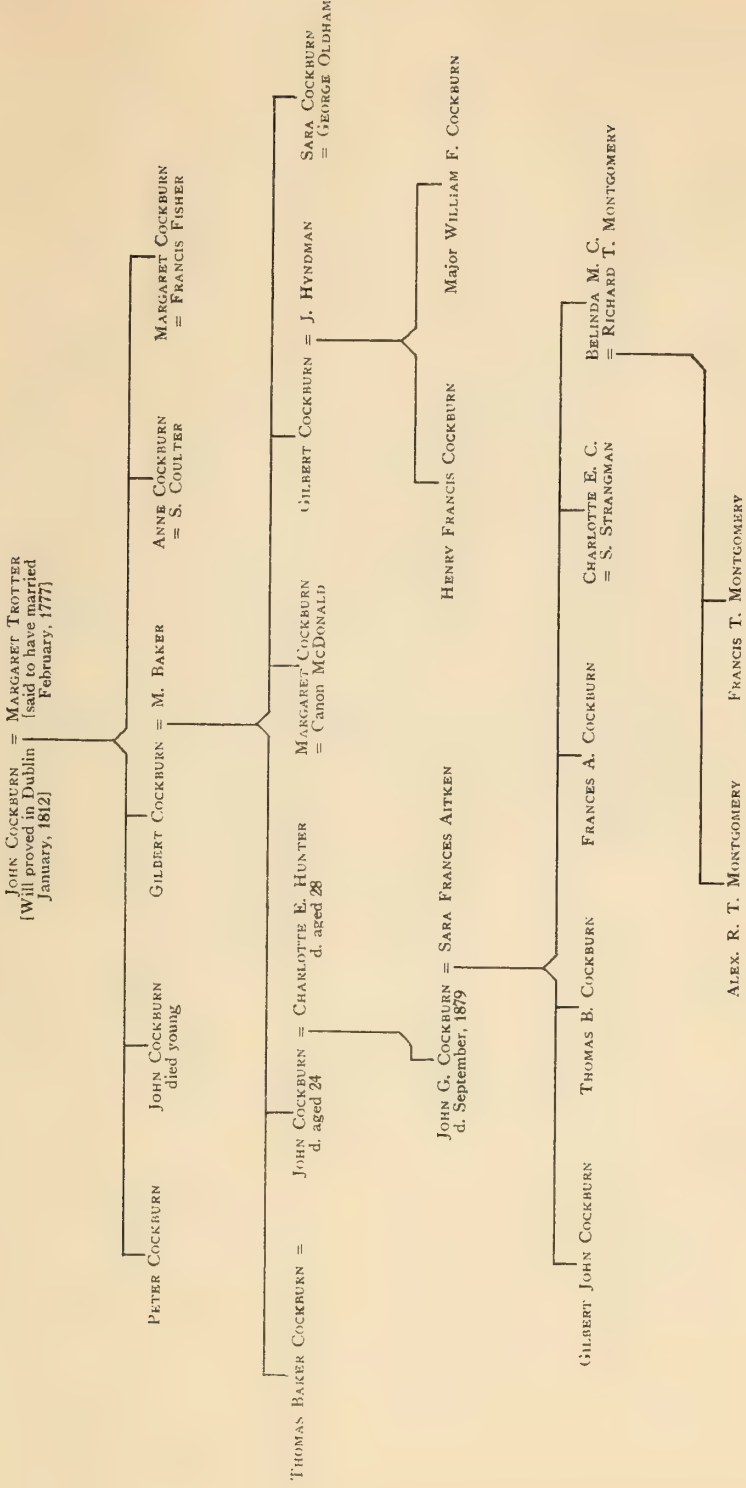 JOHN COCKBURN = MARGARET TROTTER
[Will proved in Dublin [said to have married
January, 1812] February, 1777]
PETER COCKBURN
JOHN COCKBURN
died young
GILBERT COCKBURN = M. BAKER
ANNE COCKBURN
= S. COULTER
MARGARET COCKBURN
= FRANCIS FISHER
THOMAS BAKER COCKBURN =
JOHN COCKBURN = CHARLOTTE E. HUNTER
d. aged 24 d. aged 28
MARGARET COCKBURN
= Canon MCDONALD
GILBERT COCKBURN = J. HYNDMAN
SARA COCKBURN
= GEORGE OLDHAM
JOHN G. COCKBURN = SARA FRANCES AITKEN
d. September, 1879
HENRY FRANCIS COCKBURN
Major WILLIAM F. COCKBURN
GILBERT JOHN COCKBURN
THOMAS B. COCKBURN
FRANCES A. COCKBURN
CHARLOTTE E. C.
= S. STRANGMAN
BELINDA M. C.
= RICHARD T. MONTGOMERY
ALEX. R. T. MONTGOMERY
FRANCIS T. MONTGOMERY